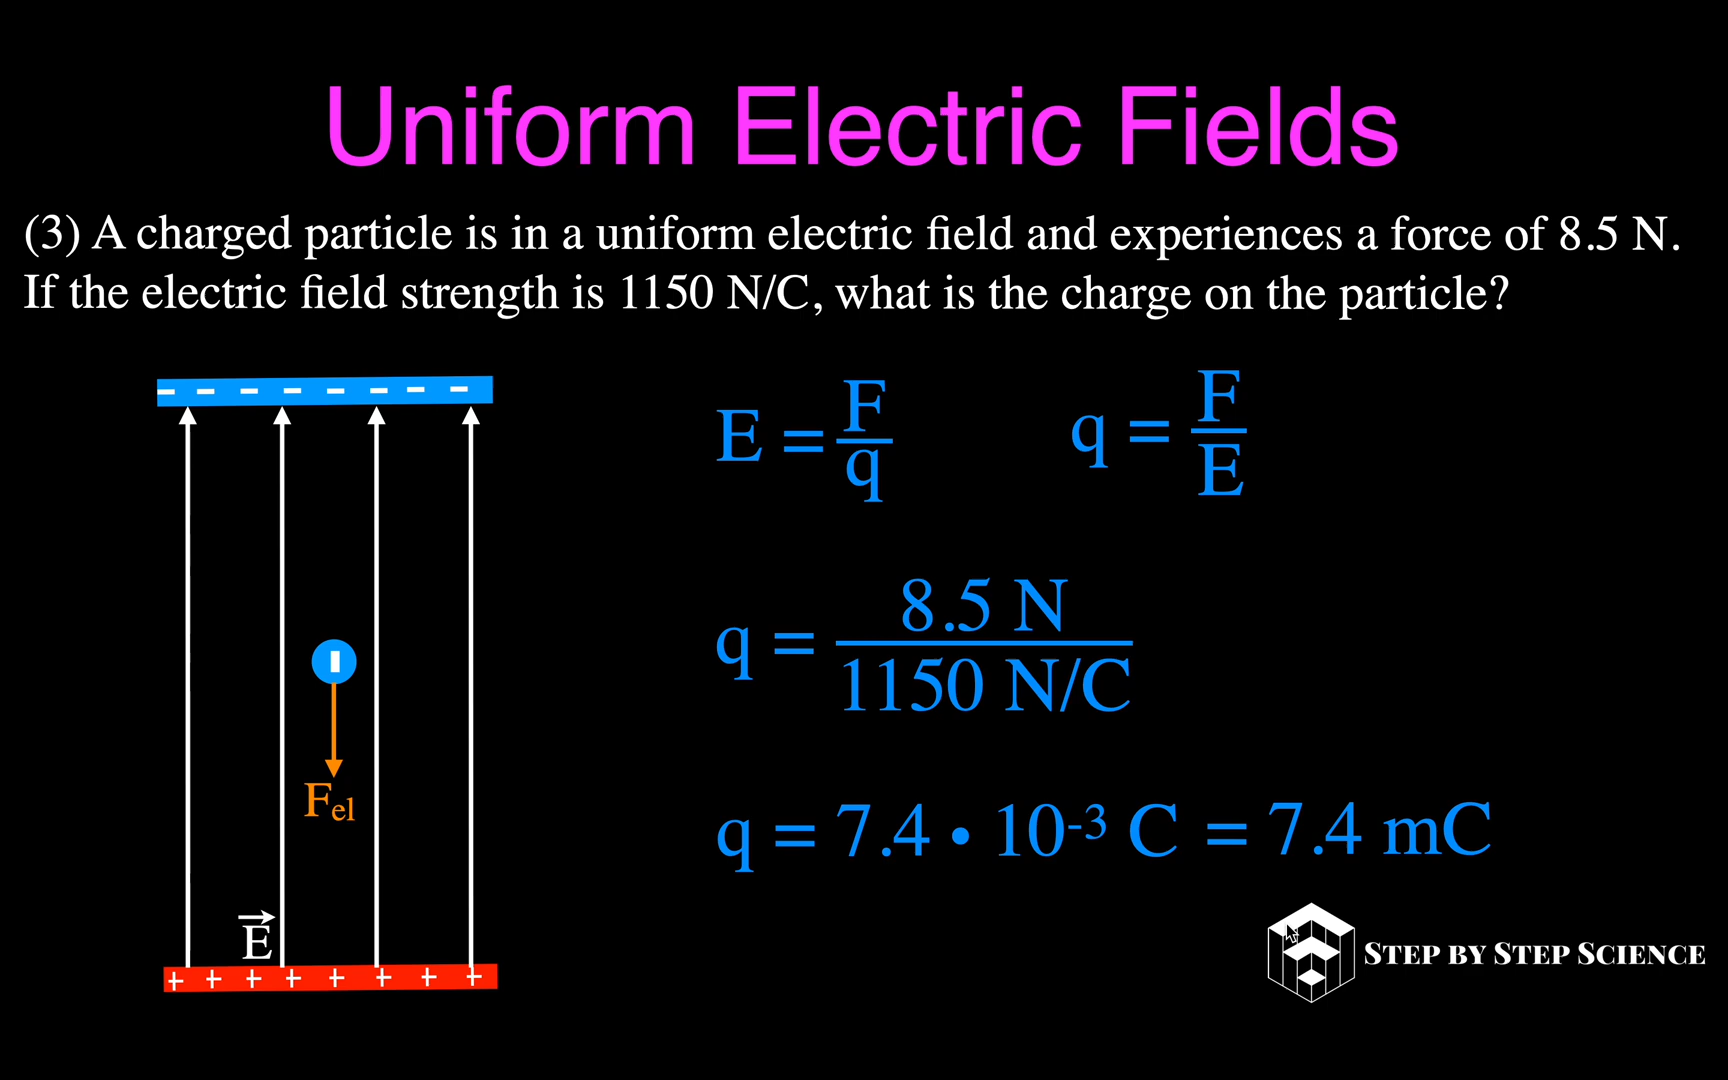 Uniform Electric Fields
(3) A charged particle is in a uniform electric field and experiences a force of 8.5 N.
If the electric field strength is 1150 N/C, what is the charge on the particle?
- - - - - - - -
E = F/q
q = F/E
q = 8.5 N / 1150 N/C
Fel
q = 7.4 • 10⁻³ C = 7.4 mC
E
+ + + + + + + +
STEP BY STEP SCIENCE